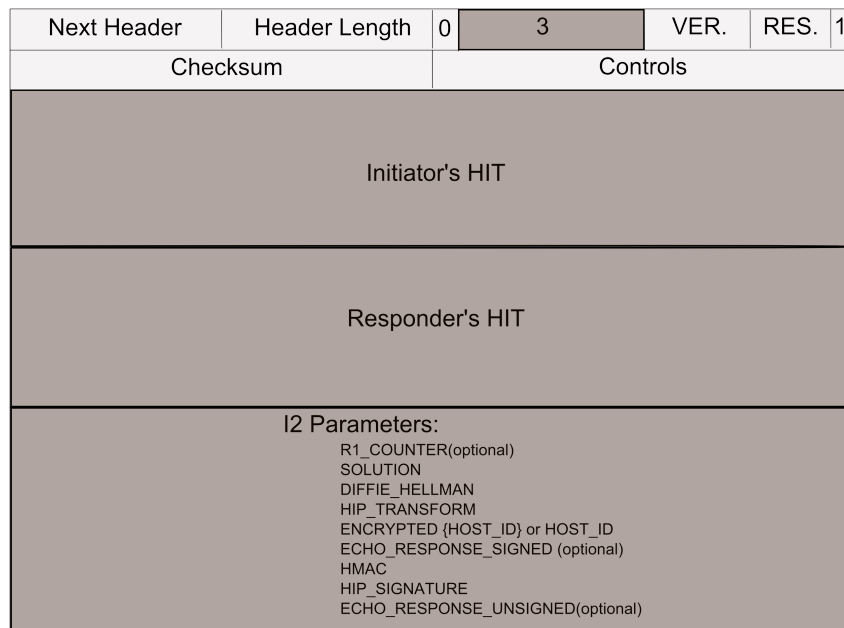 Next Header Header Length 0 3 VER. RES. 1
Checksum Controls
Initiator's HIT
Responder's HIT
I2 Parameters:
R1_COUNTER(optional)
SOLUTION
DIFFIE_HELLMAN
HIP_TRANSFORM
ENCRYPTED {HOST_ID} or HOST_ID
ECHO_RESPONSE_SIGNED (optional)
HMAC
HIP_SIGNATURE
ECHO_RESPONSE_UNSIGNED(optional)